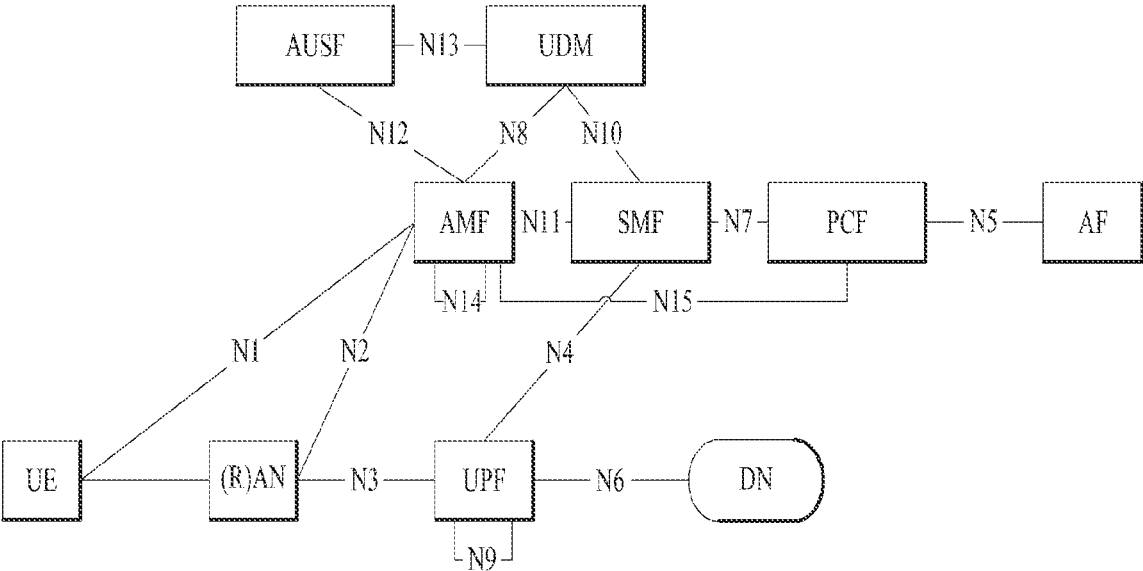 AUSF N13 UDM
N12 N8 N10
AMF N11 SMF N7 PCF N5 AF
N14 N15
N1 N2 N4
UE (R)AN N3 UPF N6 DN
N9